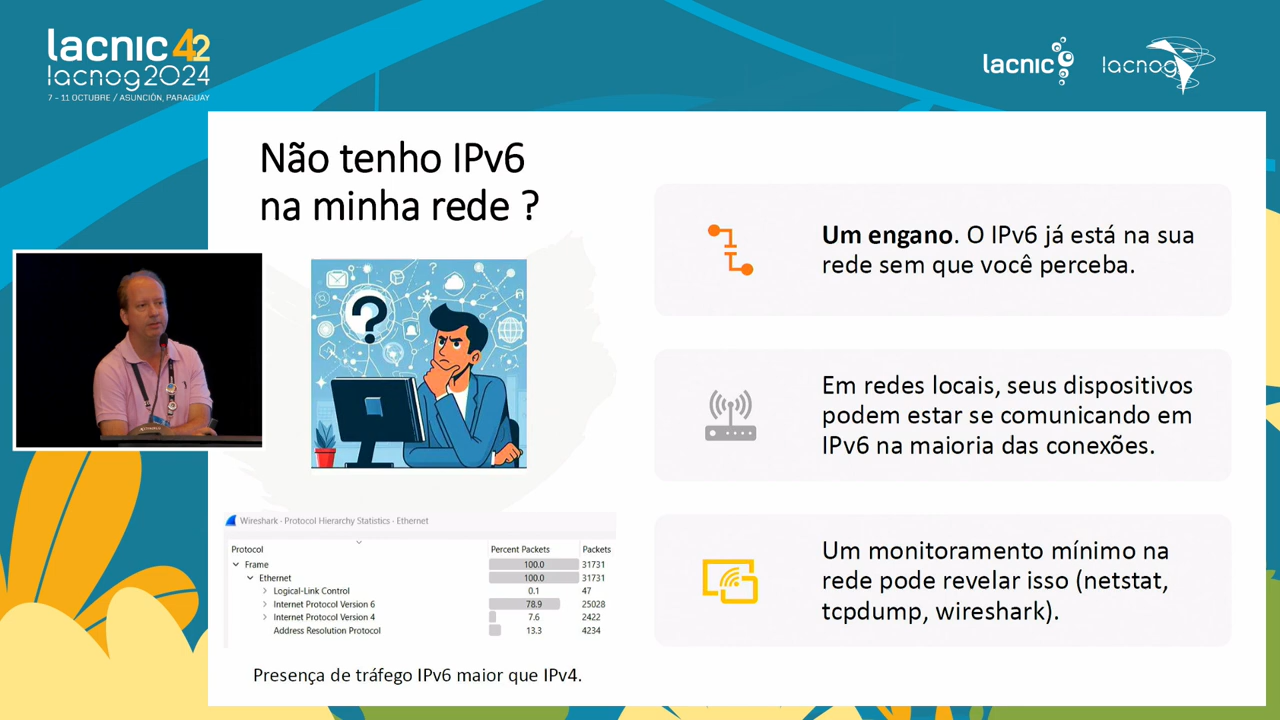 lacnic 42
lacnog 2024
7 - 11 OCTUBRE / ASUNCIÓN, PARAGUAY
lacnic
lacnog
Não tenho IPv6
na minha rede ?
Um engano. O IPv6 já está na sua
rede sem que você perceba.
Em redes locais, seus dispositivos
podem estar se comunicando em
IPv6 na maioria das conexões.
Um monitoramento mínimo na
rede pode revelar isso (netstat,
tcpdump, wireshark).
Wireshark · Protocol Hierarchy Statistics · Ethernet
Protocol Percent Packets Packets
Frame 100.0 31731
Ethernet 100.0 31731
Logical-Link Control 0.1 47
Internet Protocol Version 6 78.9 25028
Internet Protocol Version 4 7.6 2422
Address Resolution Protocol 13.3 4234
Presença de tráfego IPv6 maior que IPv4.